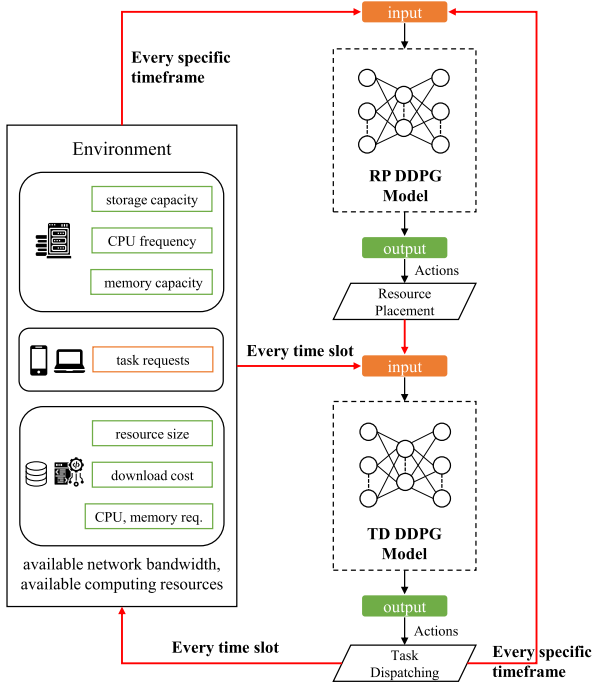 input
Every specific
timeframe
RP DDPG
Model
Environment
storage capacity
CPU frequency
memory capacity
output
Actions
Resource
Placement
task requests
Every time slot
input
resource size
download cost
CPU, memory req.
available network bandwidth,
available computing resources
TD DDPG
Model
output
Actions
Every time slot
Task
Dispatching
Every specific
timeframe